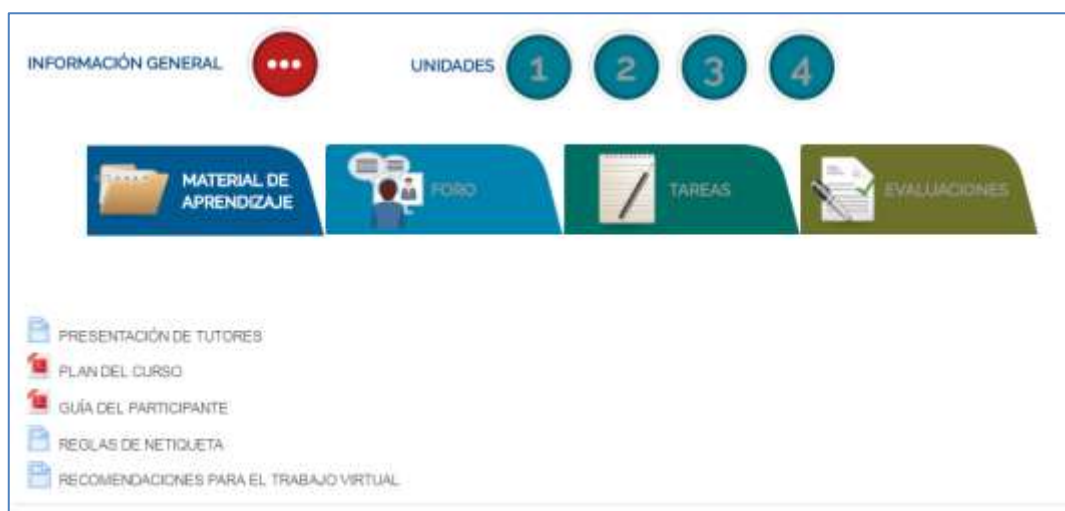 INFORMACIÓN GENERAL
UNIDADES 1 2 3 4
MATERIAL DE
APRENDIZAJE
FORO
TAREAS
EVALUACIONES
PRESENTACIÓN DE TUTORES
PLAN DEL CURSO
GUÍA DEL PARTICIPANTE
REGLAS DE NETIQUETA
RECOMENDACIONES PARA EL TRABAJO VIRTUAL